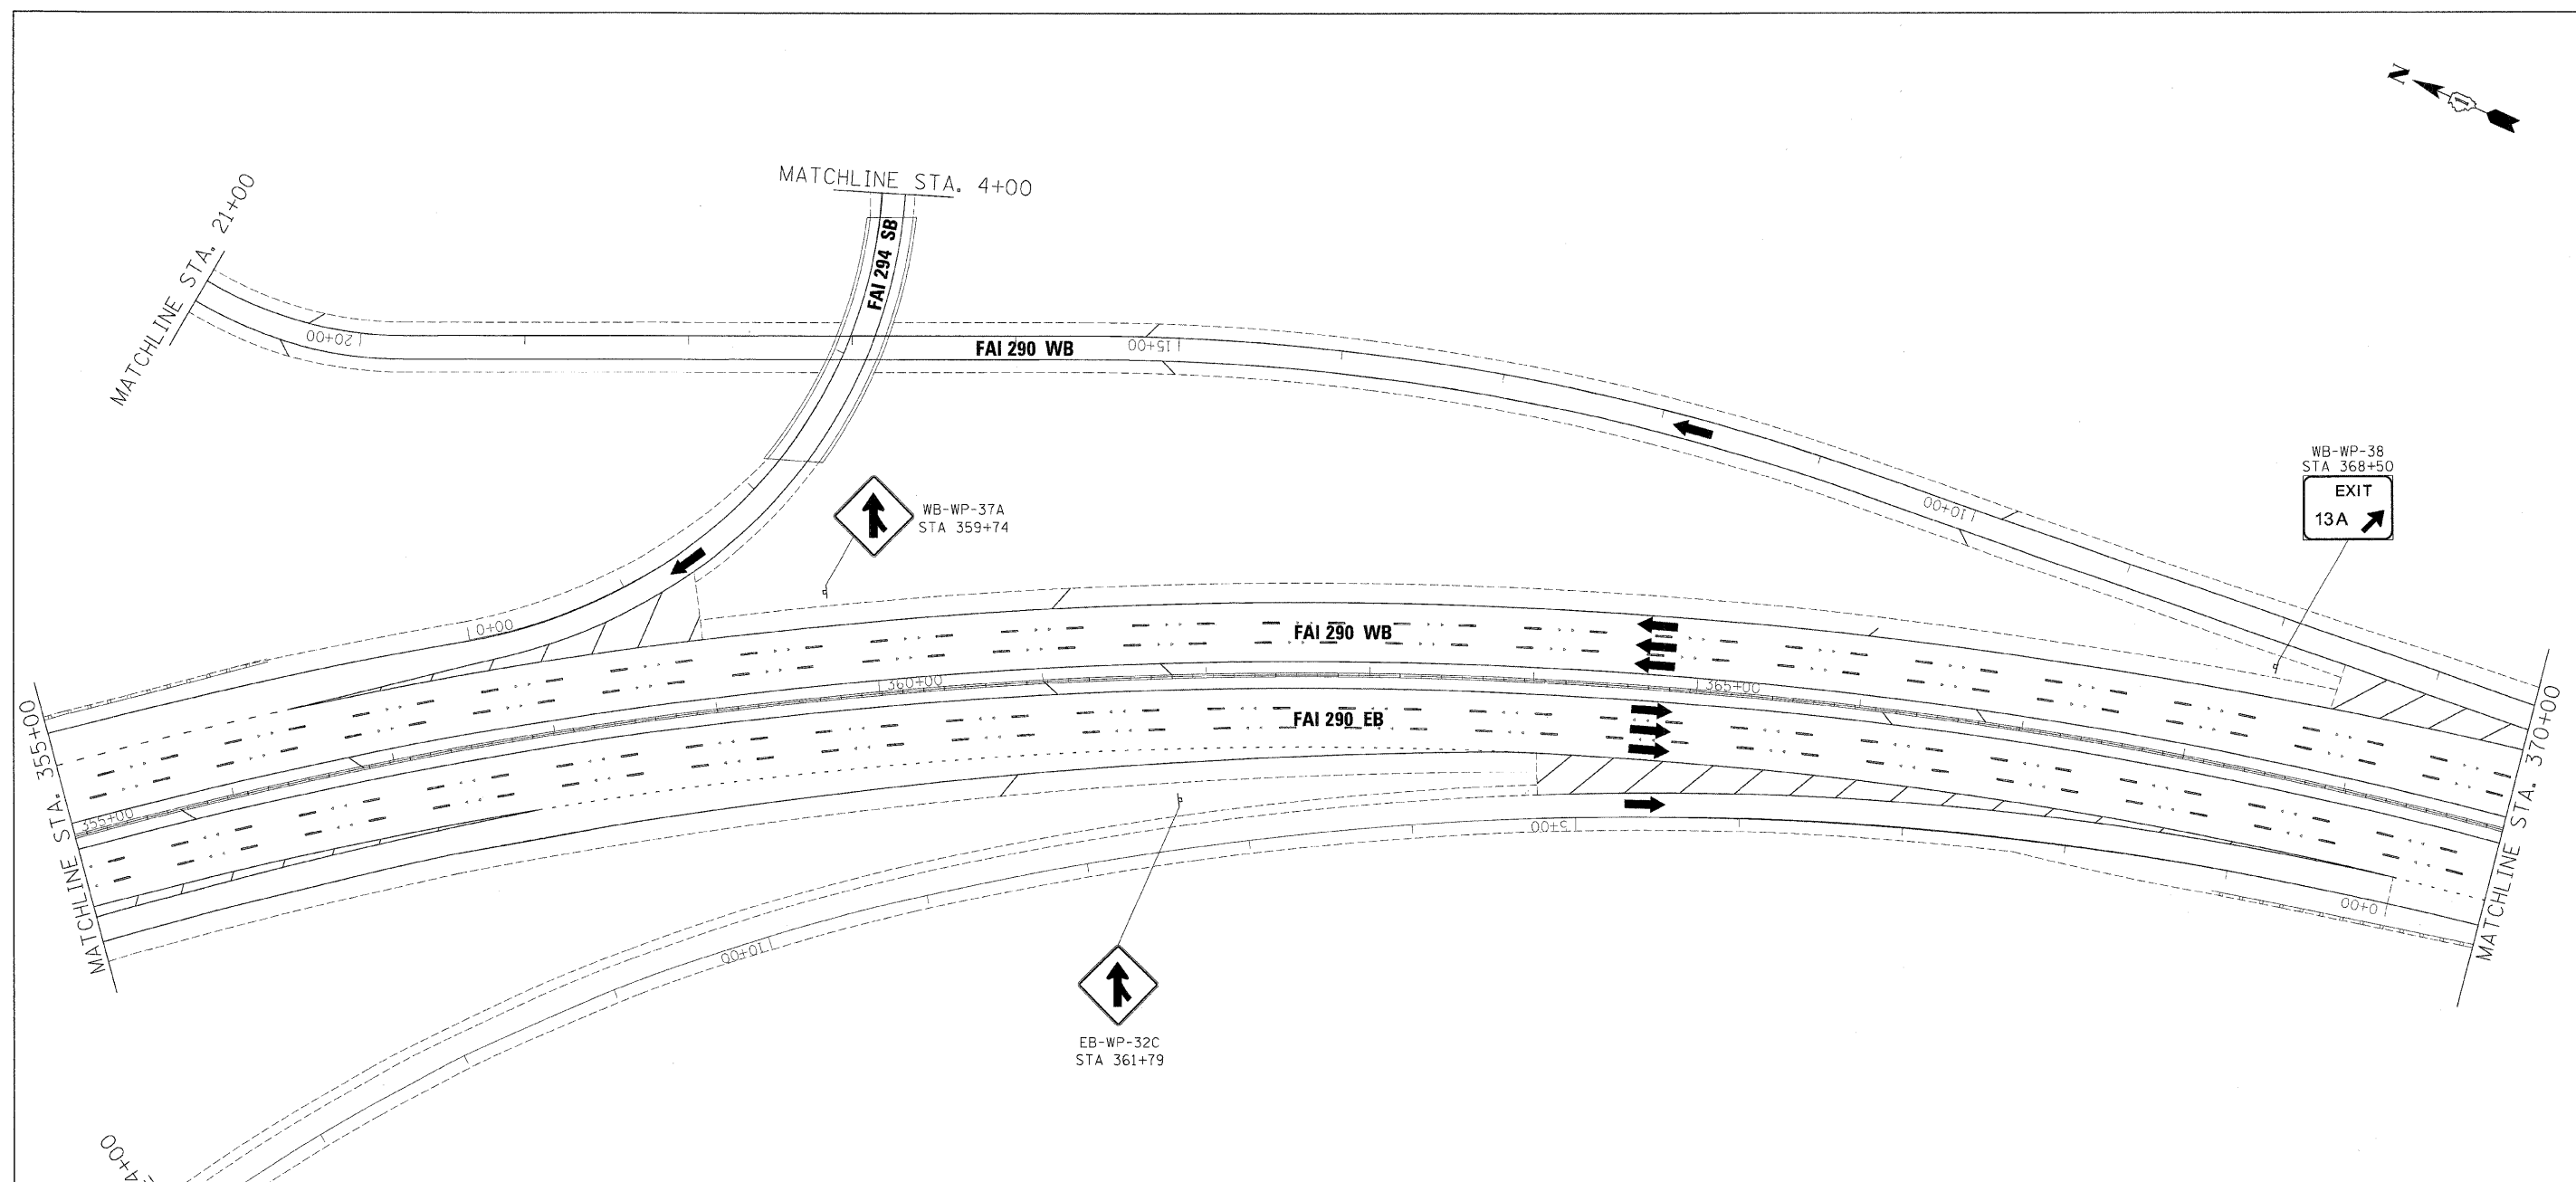 N
MATCHLINE STA. 4+00
MATCHLINE STA. 21+00
FAI 294 SB
20+00
FAI 290 WB
15+00
10+00
WB-WP-38
STA 368+50
EXIT
13A
WB-WP-37A
STA 359+74
0+00
FAI 290 WB
360+00
365+00
FAI 290 EB
355+00
MATCHLINE STA. 355+00
MATCHLINE STA. 370+00
5+00
0+00
10+00
EB-WP-32C
STA 361+79